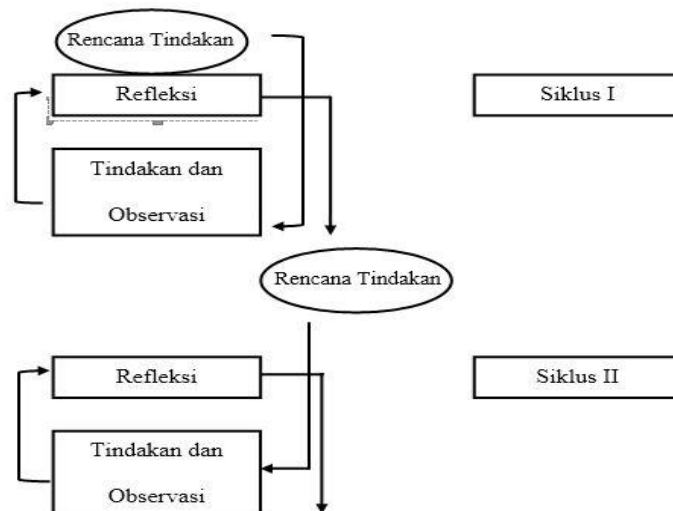 Rencana Tindakan
Refleksi
Siklus I
Tindakan dan
Observasi
Rencana Tindakan
Refleksi
Siklus II
Tindakan dan
Observasi